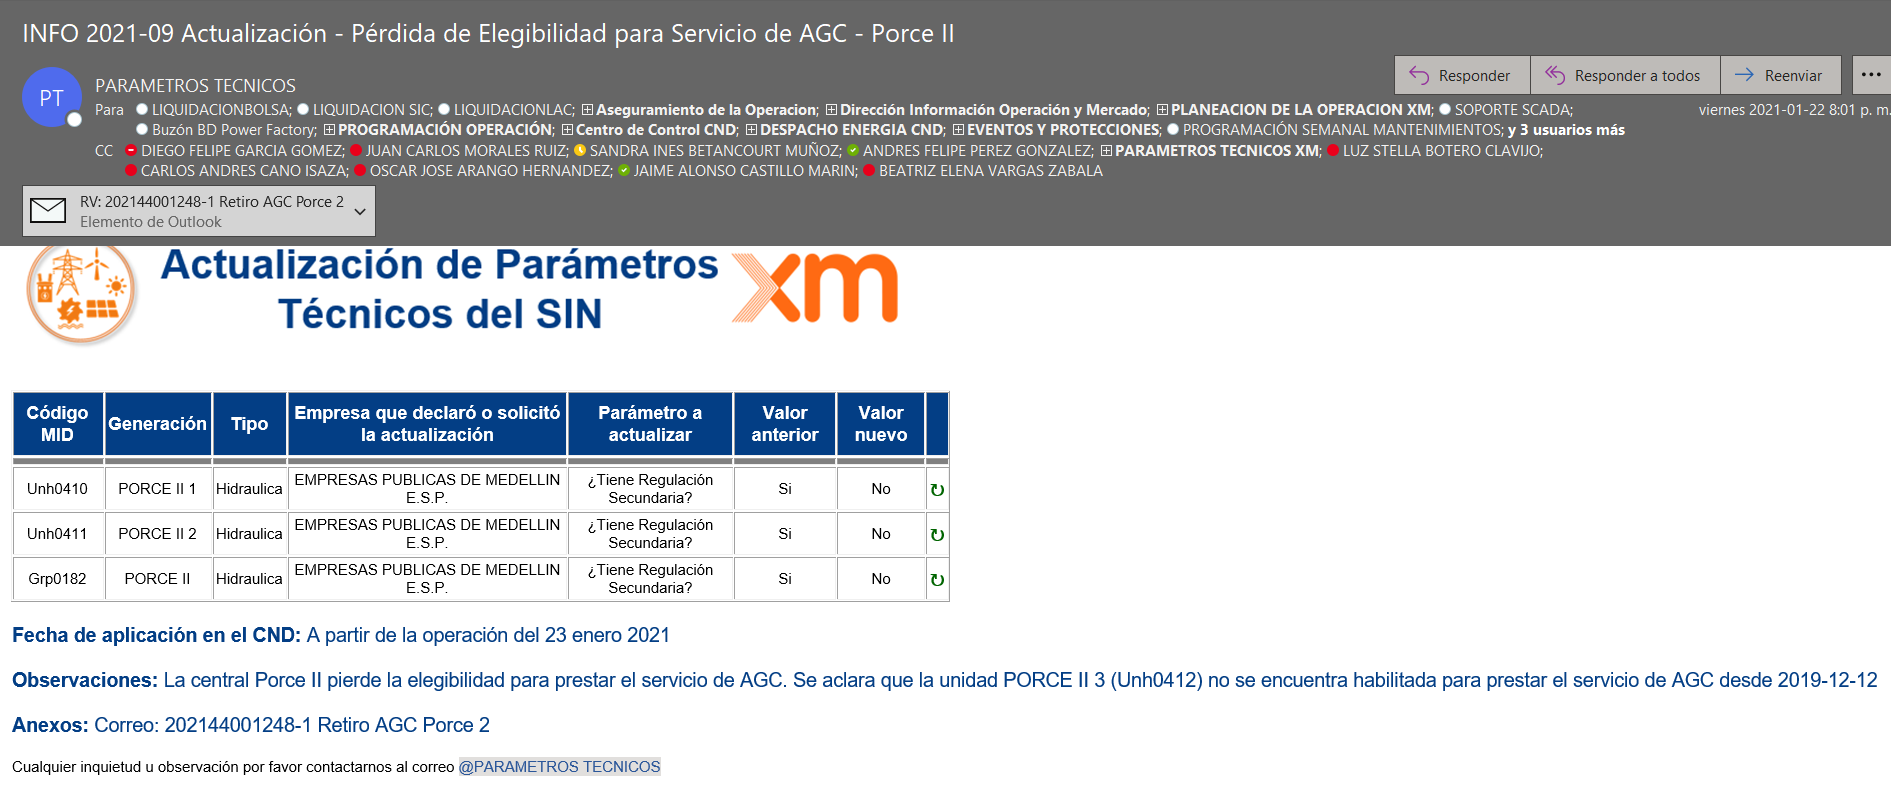 INFO 2021-09 Actualización - Pérdida de Elegibilidad para Servicio de AGC - Porce II
PT
PARAMETROS TECNICOS
Responder
Responder a todos
Reenviar
Para LIQUIDACIONBOLSA; LIQUIDACION SIC; LIQUIDACIONLAC; Aseguramiento de la Operacion; Dirección Información Operación y Mercado; PLANEACION DE LA OPERACION XM; SOPORTE SCADA;
viernes 2021-01-22 8:01 p. m.
Buzón BD Power Factory; PROGRAMACIÓN OPERACIÓN; Centro de Control CND; DESPACHO ENERGIA CND; EVENTOS Y PROTECCIONES; PROGRAMACIÓN SEMANAL MANTENIMIENTOS; y 3 usuarios más
CC DIEGO FELIPE GARCIA GOMEZ; JUAN CARLOS MORALES RUIZ; SANDRA INES BETANCOURT MUÑOZ; ANDRES FELIPE PEREZ GONZALEZ; PARAMETROS TECNICOS XM; LUZ STELLA BOTERO CLAVIJO;
CARLOS ANDRES CANO ISAZA; OSCAR JOSE ARANGO HERNANDEZ; JAIME ALONSO CASTILLO MARIN; BEATRIZ ELENA VARGAS ZABALA
RV: 202144001248-1 Retiro AGC Porce 2
Elemento de Outlook
Actualización de Parámetros
Técnicos del SIN
xm
Código MID Generación Tipo Empresa que declaró o solicitó la actualización Parámetro a actualizar Valor anterior Valor nuevo
Unh0410 PORCE II 1 Hidraulica EMPRESAS PUBLICAS DE MEDELLIN E.S.P. ¿Tiene Regulación Secundaria? Si No
Unh0411 PORCE II 2 Hidraulica EMPRESAS PUBLICAS DE MEDELLIN E.S.P. ¿Tiene Regulación Secundaria? Si No
Grp0182 PORCE II Hidraulica EMPRESAS PUBLICAS DE MEDELLIN E.S.P. ¿Tiene Regulación Secundaria? Si No
Fecha de aplicación en el CND: A partir de la operación del 23 enero 2021
Observaciones: La central Porce II pierde la elegibilidad para prestar el servicio de AGC. Se aclara que la unidad PORCE II 3 (Unh0412) no se encuentra habilitada para prestar el servicio de AGC desde 2019-12-12
Anexos: Correo: 202144001248-1 Retiro AGC Porce 2
Cualquier inquietud u observación por favor contactarnos al correo @PARAMETROS TECNICOS